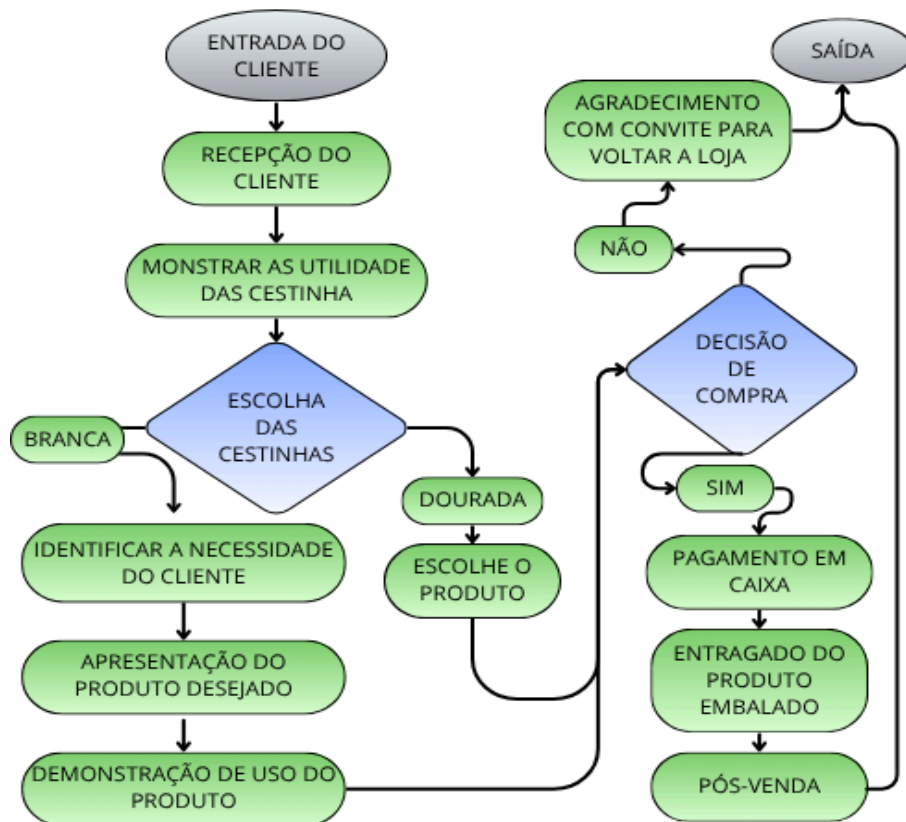 ENTRADA DO
CLIENTE
RECEPÇÃO DO
CLIENTE
MONSTRAR AS UTILIDADE
DAS CESTINHA
ESCOLHA
DAS
CESTINHAS
BRANCA
IDENTIFICAR A NECESSIDADE
DO CLIENTE
APRESENTAÇÃO DO
PRODUTO DESEJADO
DEMONSTRAÇÃO DE USO DO
PRODUTO
DOURADA
ESCOLHE O
PRODUTO
DECISÃO
DE
COMPRA
NÃO
AGRADECIMENTO
COM CONVITE PARA
VOLTAR A LOJA
SIM
PAGAMENTO EM
CAIXA
ENTRAGADO DO
PRODUTO
EMBALADO
PÓS-VENDA
SAÍDA